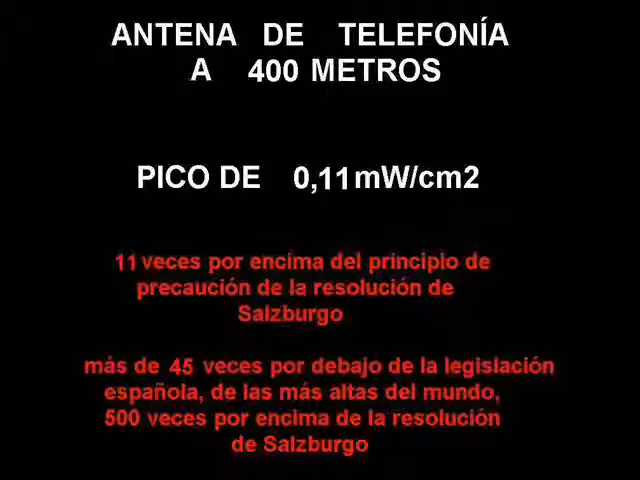 ANTENA DE TELEFONÍA
A 400 METROS
PICO DE 0,11 mW/cm2
11 veces por encima del principio de
precaución de la resolución de
Salzburgo
más de 45 veces por debajo de la legislación
española, de las más altas del mundo,
500 veces por encima de la resolución
de Salzburgo